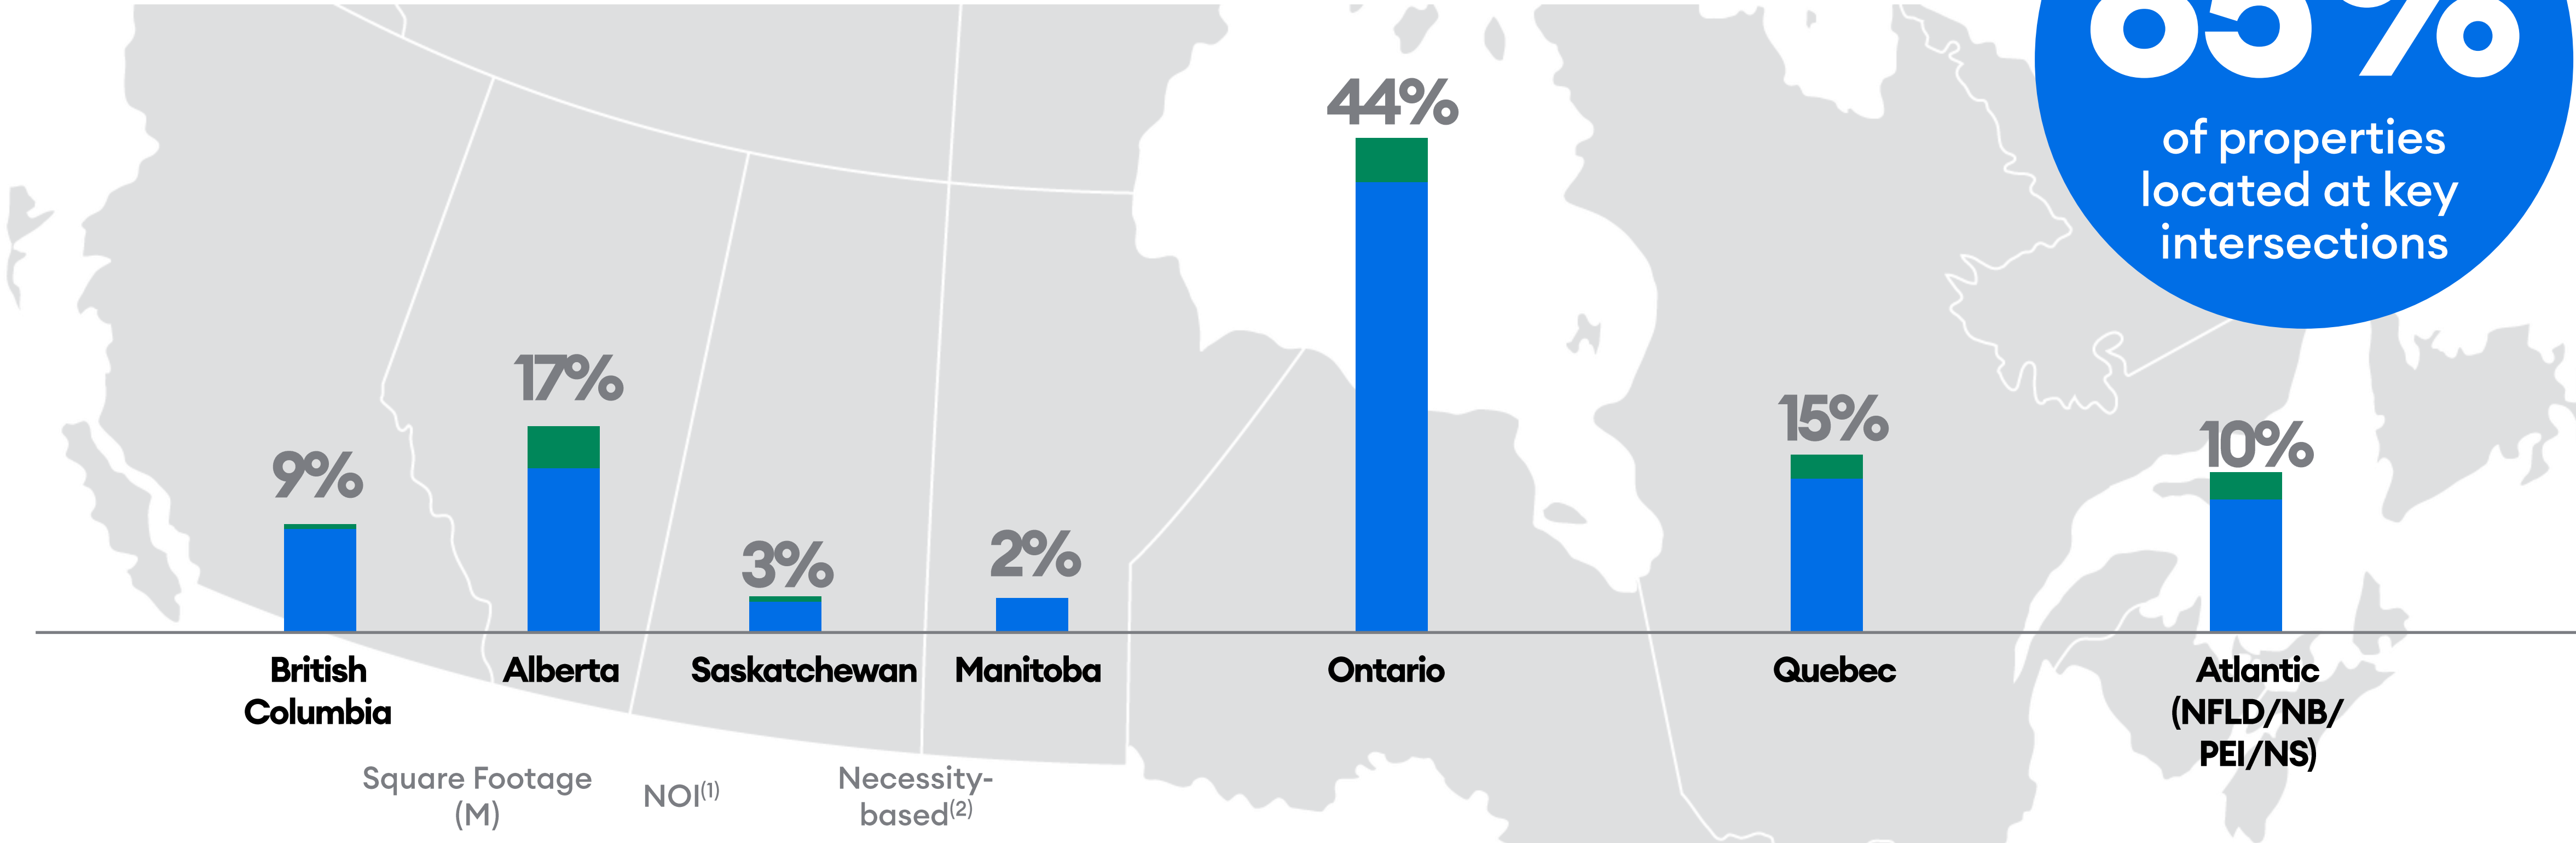 of properties
located at key
intersections
44%
17%
15%
10%
9%
3%
2%
British
Columbia
Alberta
Saskatchewan
Manitoba
Ontario
Quebec
Atlantic
(NFLD/NB/
PEI/NS)
Square Footage
(M)
NOI(1)
Necessity-
based(2)